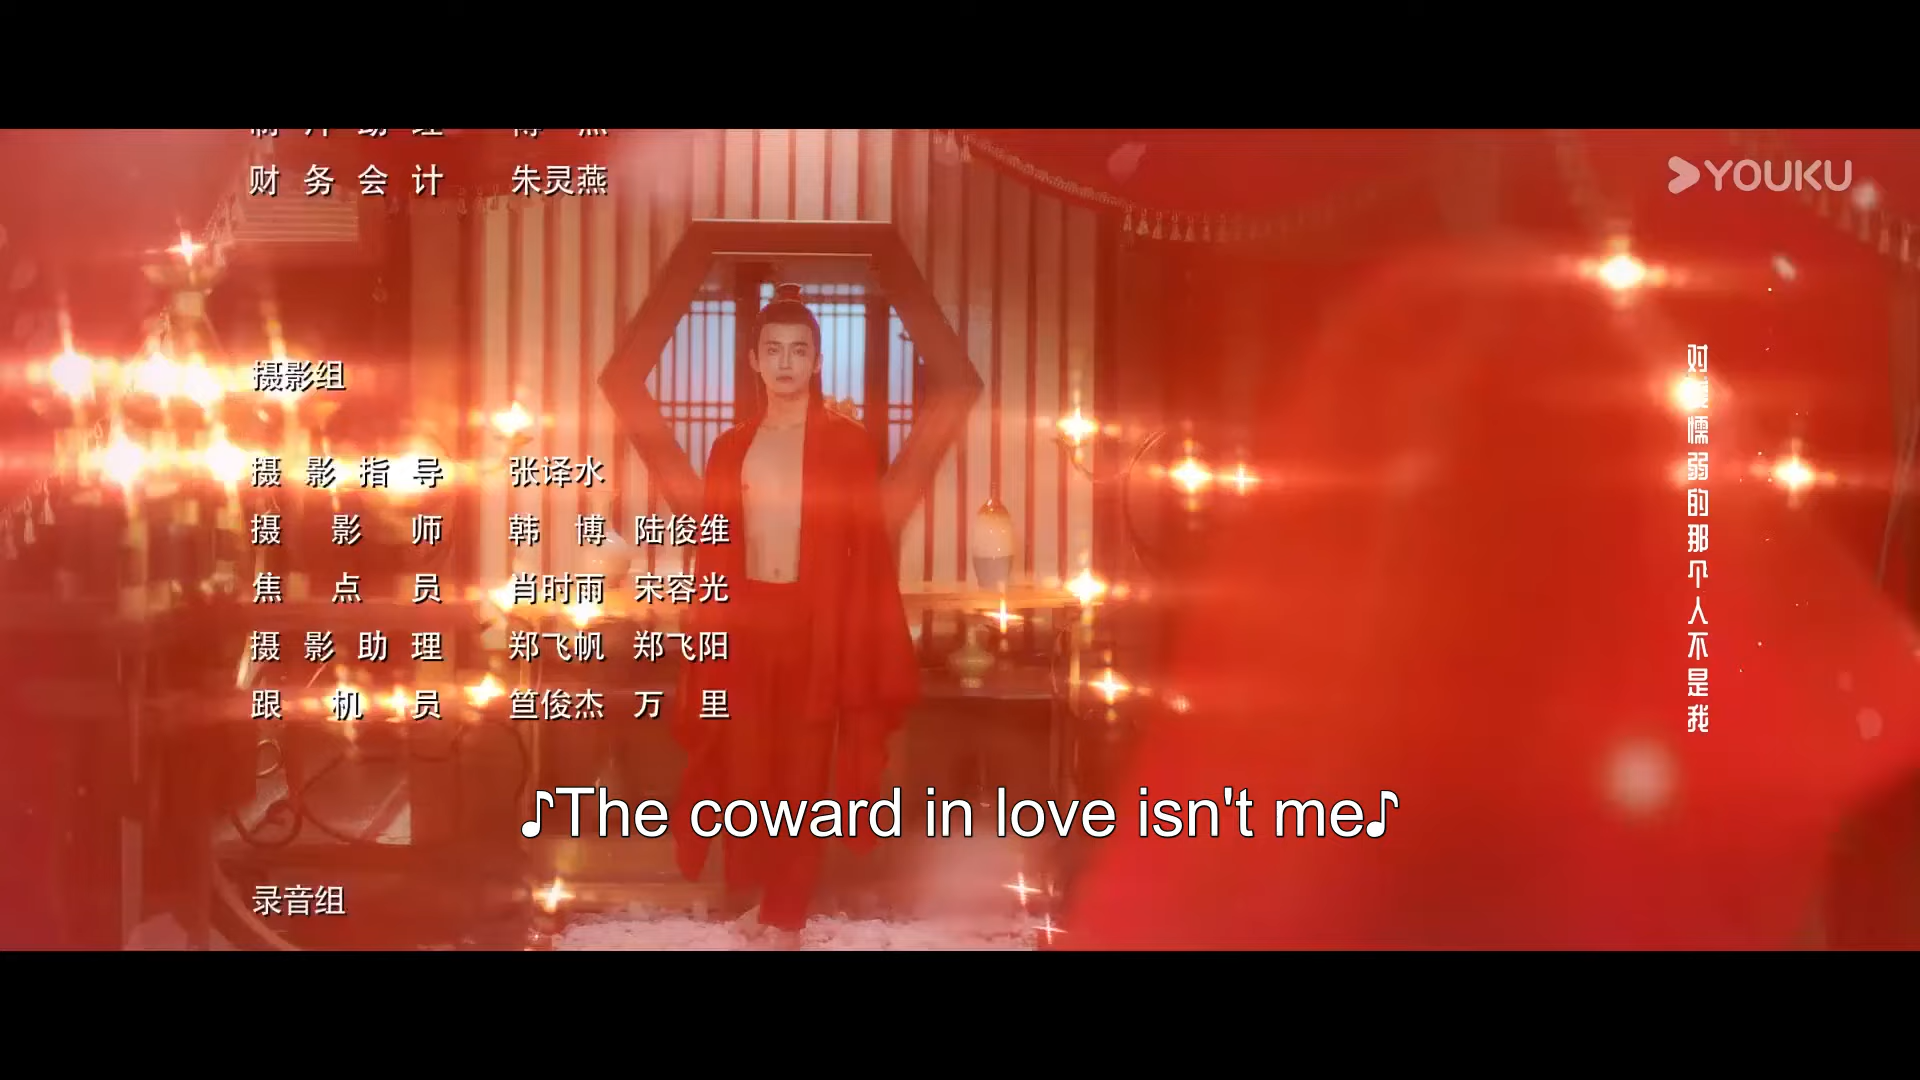 财务会计 朱灵燕
YOUKU
摄影组
摄影指导 张译水
摄影师 韩博 陆俊维
焦点员 肖时雨 宋容光
摄影助理 郑飞帆 郑飞阳
跟机员 笪俊杰 万里
对爱懦弱的那个人不是我
♪The coward in love isn't me♪
录音组